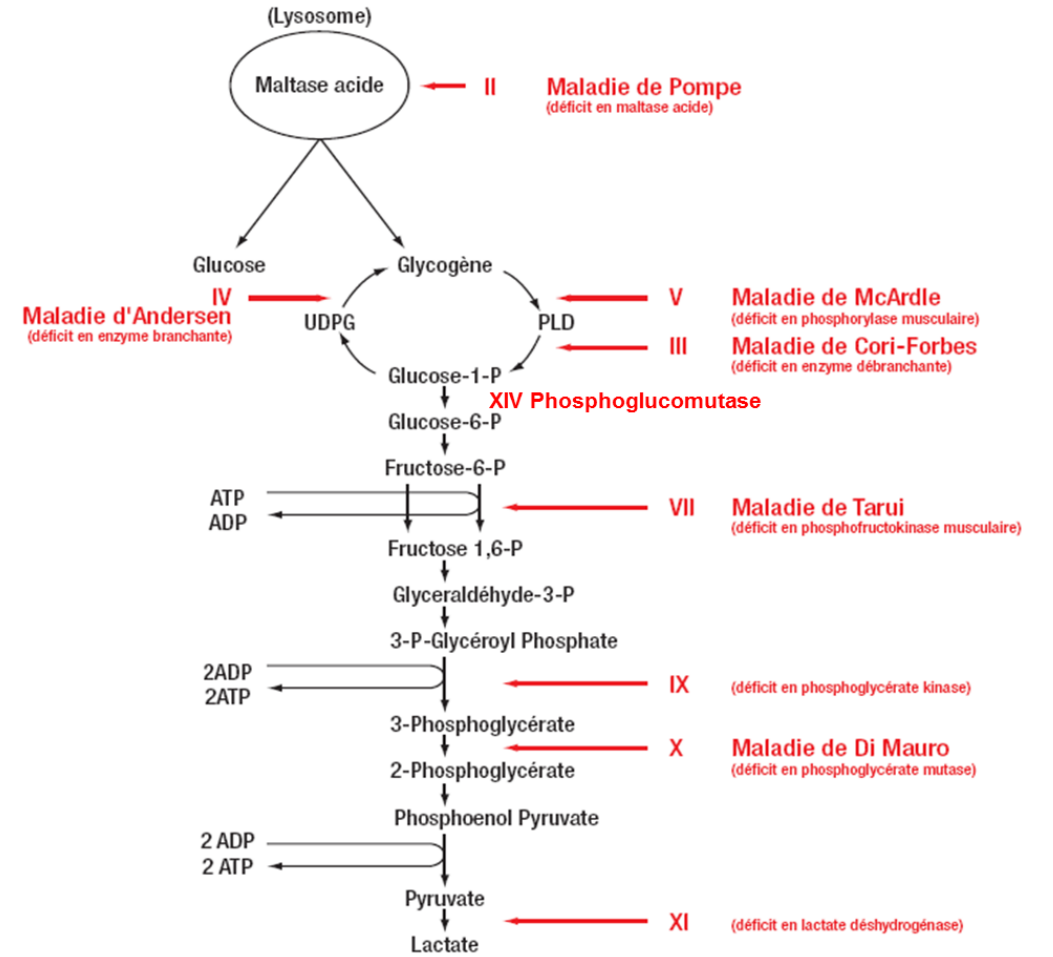 (Lysosome)
Maltase acide
II Maladie de Pompe
(déficit en maltase acide)
Glucose
Glycogène
IV
Maladie d'Andersen
(déficit en enzyme branchante)
UDPG
PLD
V Maladie de McArdle
(déficit en phosphorylase musculaire)
III Maladie de Cori-Forbes
(déficit en enzyme débranchante)
Glucose-1-P
XIV Phosphoglucomutase
Glucose-6-P
Fructose-6-P
ATP
ADP
VII Maladie de Tarui
(déficit en phosphofructokinase musculaire)
Fructose 1,6-P
Glyceraldéhyde-3-P
3-P-Glycéroyl Phosphate
2ADP
2ATP
IX (déficit en phosphoglycérate kinase)
3-Phosphoglycérate
X Maladie de Di Mauro
(déficit en phosphoglycérate mutase)
2-Phosphoglycérate
Phosphoenol Pyruvate
2 ADP
2 ATP
Pyruvate
XI (déficit en lactate déshydrogénase)
Lactate